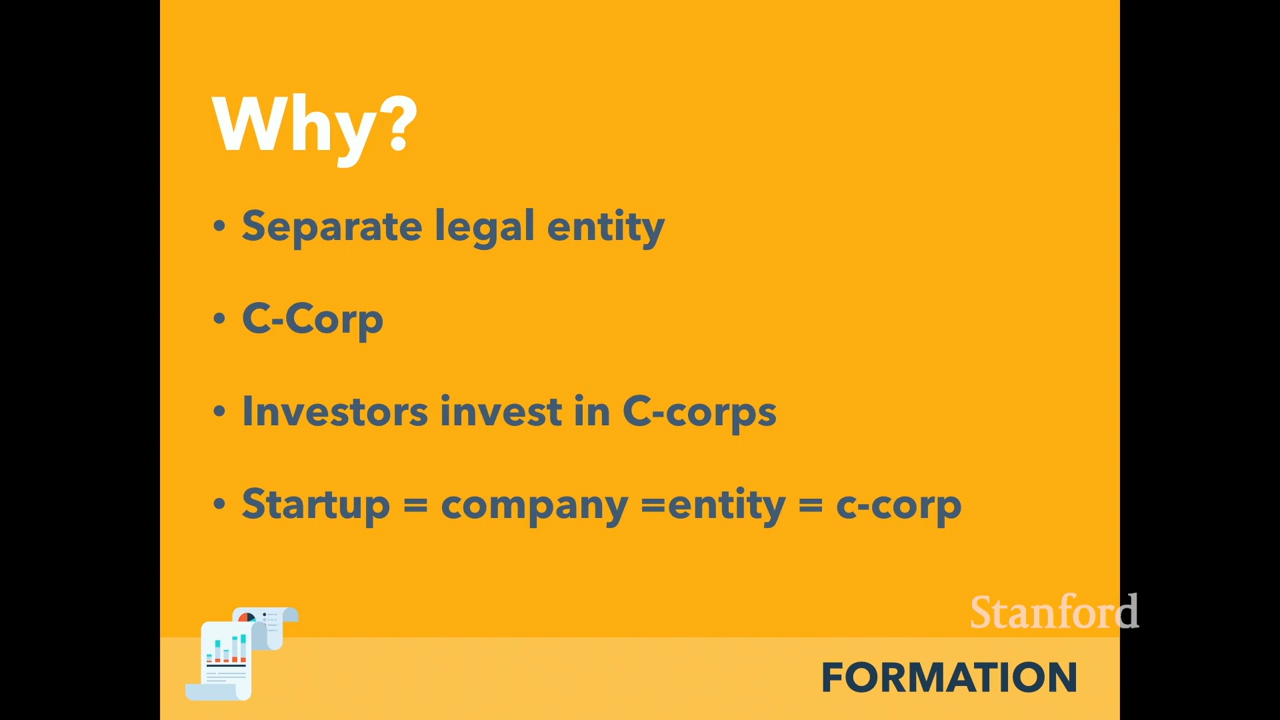 Why?
• Separate legal entity
• C-Corp
• Investors invest in C-corps
• Startup = company =entity = c-corp
Stanford
FORMATION